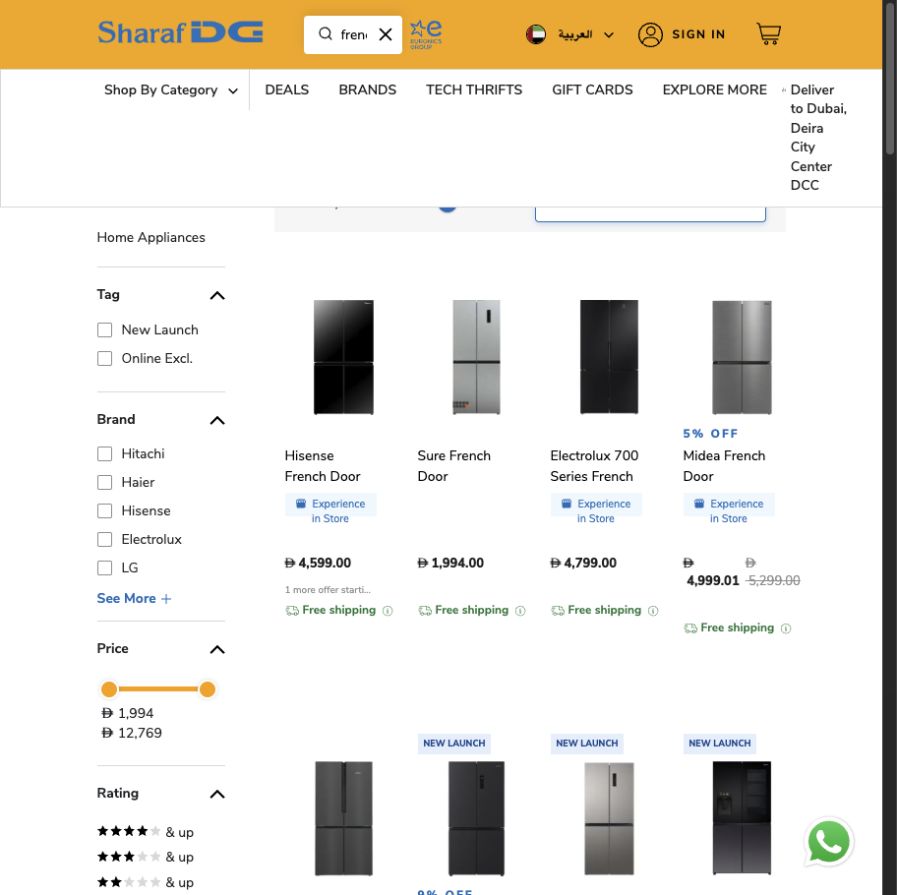 Sharaf DG
fren
EURONICS
GROUP
العربية
SIGN IN
Shop By Category
DEALS
BRANDS
TECH THRIFTS
GIFT CARDS
EXPLORE MORE
Deliver
to Dubai,
Deira
City
Center
DCC
Home Appliances
Tag
New Launch
Online Excl.
Brand
Hitachi
Haier
Hisense
Electrolux
LG
See More +
Price
1,994
12,769
Rating
& up
& up
& up
Hisense
French Door
Experience
in Store
4,599.00
1 more offer starti...
Free shipping
Sure French
Door
1,994.00
Free shipping
Electrolux 700
Series French
Experience
in Store
4,799.00
Free shipping
5% OFF
Midea French
Door
Experience
in Store
4,999.01
5,299.00
Free shipping
NEW LAUNCH
NEW LAUNCH
NEW LAUNCH